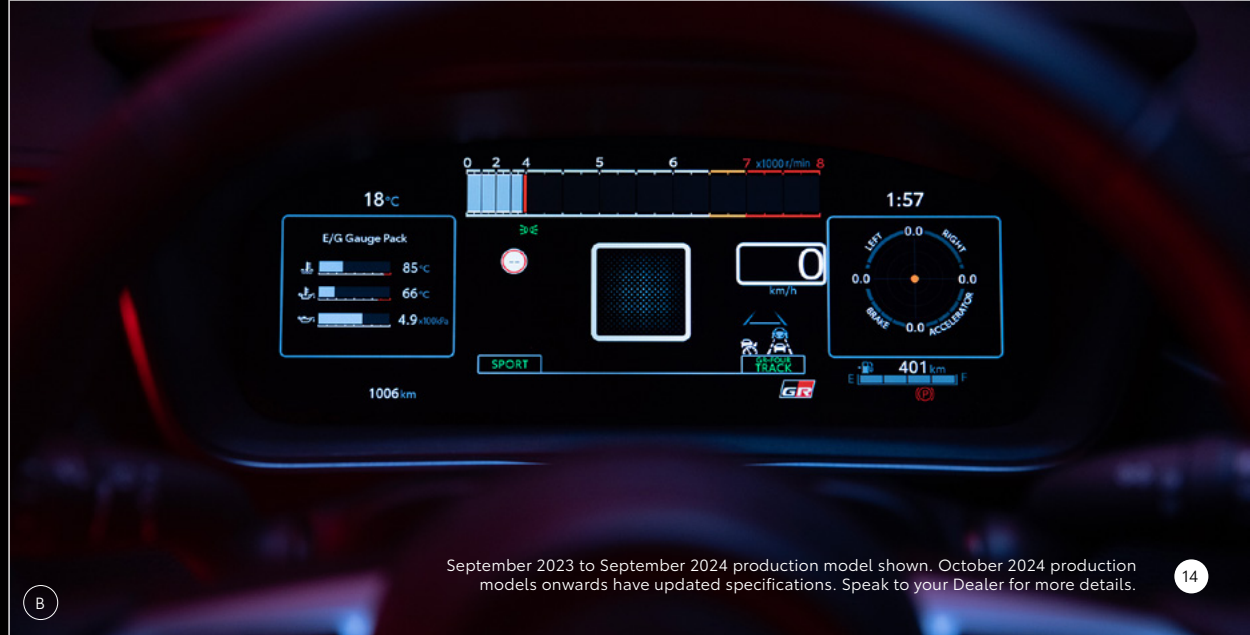 0 2 4 5 6 7 x1000r/min 8
18°C
1:57
E/G Gauge Pack
85°C
66°C
4.9 x100kPa
--
0
km/h
0.0
LEFT
RIGHT
0.0
0.0
BRAKE
ACCELERATOR
0.0
SPORT
GR-FOUR
TRACK
GR
401 km
E F
P
1006 km
September 2023 to September 2024 production model shown. October 2024 production
models onwards have updated specifications. Speak to your Dealer for more details.
14
B